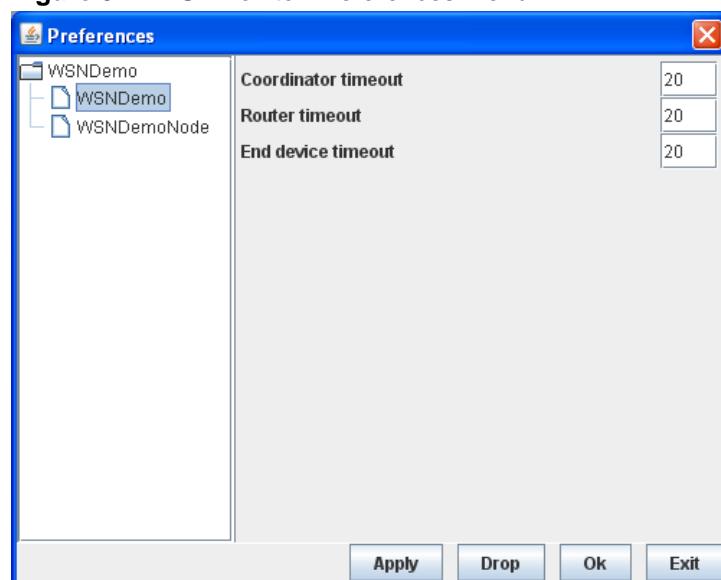 Preferences
WSNDemo
WSNDemo
WSNDemoNode
Coordinator timeout 20
Router timeout 20
End device timeout 20
Apply Drop Ok Exit